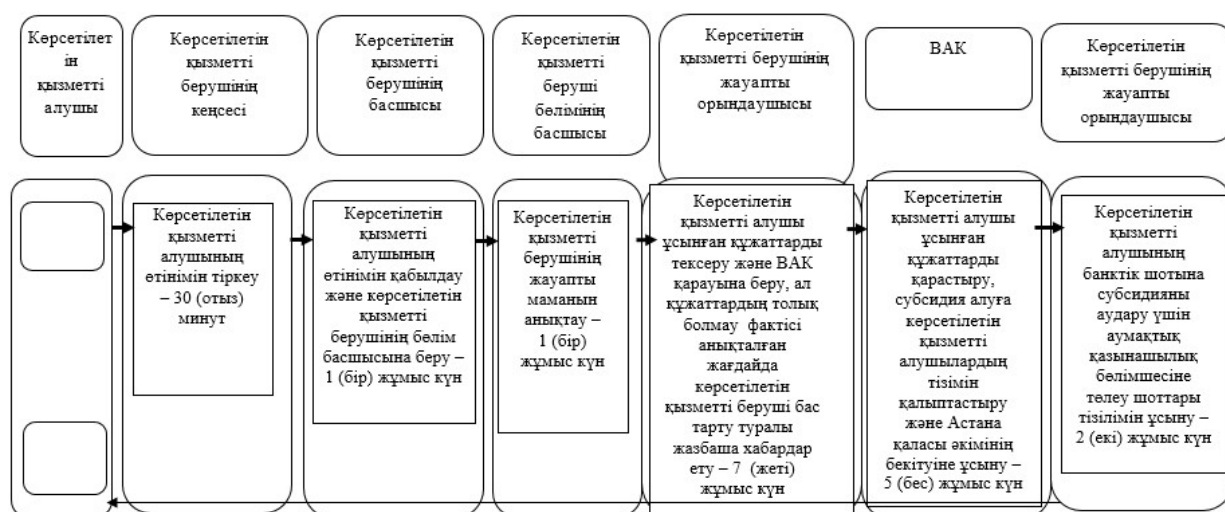 Көрсетілет
ін
қызметті
алушы
Көрсетілетін
қызметті
берушінің
кеңсесі
Көрсетілетін
қызметті
берушінің
басшысы
Көрсетілетін
қызметті
беруші
бөлімінің
басшысы
Көрсетілетін
қызметті берушінің
жауапты
орындаушысы
ВАК
Көрсетілетін
қызметті берушінің
жауапты
орындаушысы
Көрсетілетін
қызметті
алушының
өтінімін тіркеу
– 30 (отыз)
минут
Көрсетілетін
қызметті
алушының
өтінімін қабылдау
және көрсетілетін
қызметті
берушінің бөлім
басшысына беру –
1 (бір) жұмыс күн
Көрсетілетін
қызметті
берушінің
жауапты
маманын
анықтау –
1 (бір)
жұмыс күн
Көрсетілетін
қызметті алушы
ұсынған құжаттарды
тексеру және ВАК
қарауына беру, ал
құжаттардың толық
болмау фактісі
анықталған
жағдайда
көрсетілетін
қызметті беруші бас
тарту туралы
жазбаша хабардар
ету – 7 (жеті)
жұмыс күн
Көрсетілетін
қызметті алушы
ұсынған
құжаттарды
қарастыру,
субсидия алуға
көрсетілетін
қызметті
алушылардың
тізімін
қалыптастыру
және Астана
қаласы әкімінің
бекітуіне ұсыну –
5 (бес) жұмыс күн
Көрсетілетін
қызметті
алушының
банктік шотына
субсидияны
аудару үшін
аумақтық
қазынашылық
бөлімшесіне
төлеу шоттары
тізілімін ұсыну –
2 (екі) жұмыс күн